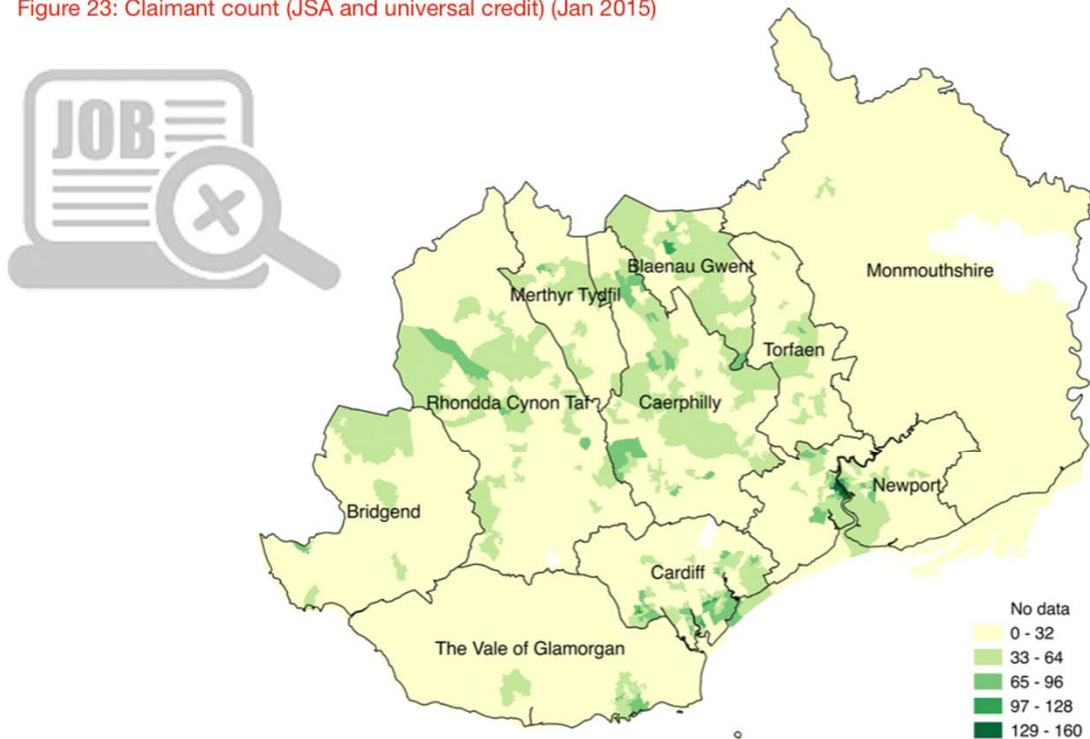 Figure 23: Claimant count (JSA and universal credit) (Jan 2015)
JOB
Blaenau Gwent
Monmouthshire
Merthyr Tydfil
Torfaen
Rhondda Cynon Taf
Caerphilly
Newport
Bridgend
Cardiff
The Vale of Glamorgan
No data
0 - 32
33 - 64
65 - 96
97 - 128
129 - 160